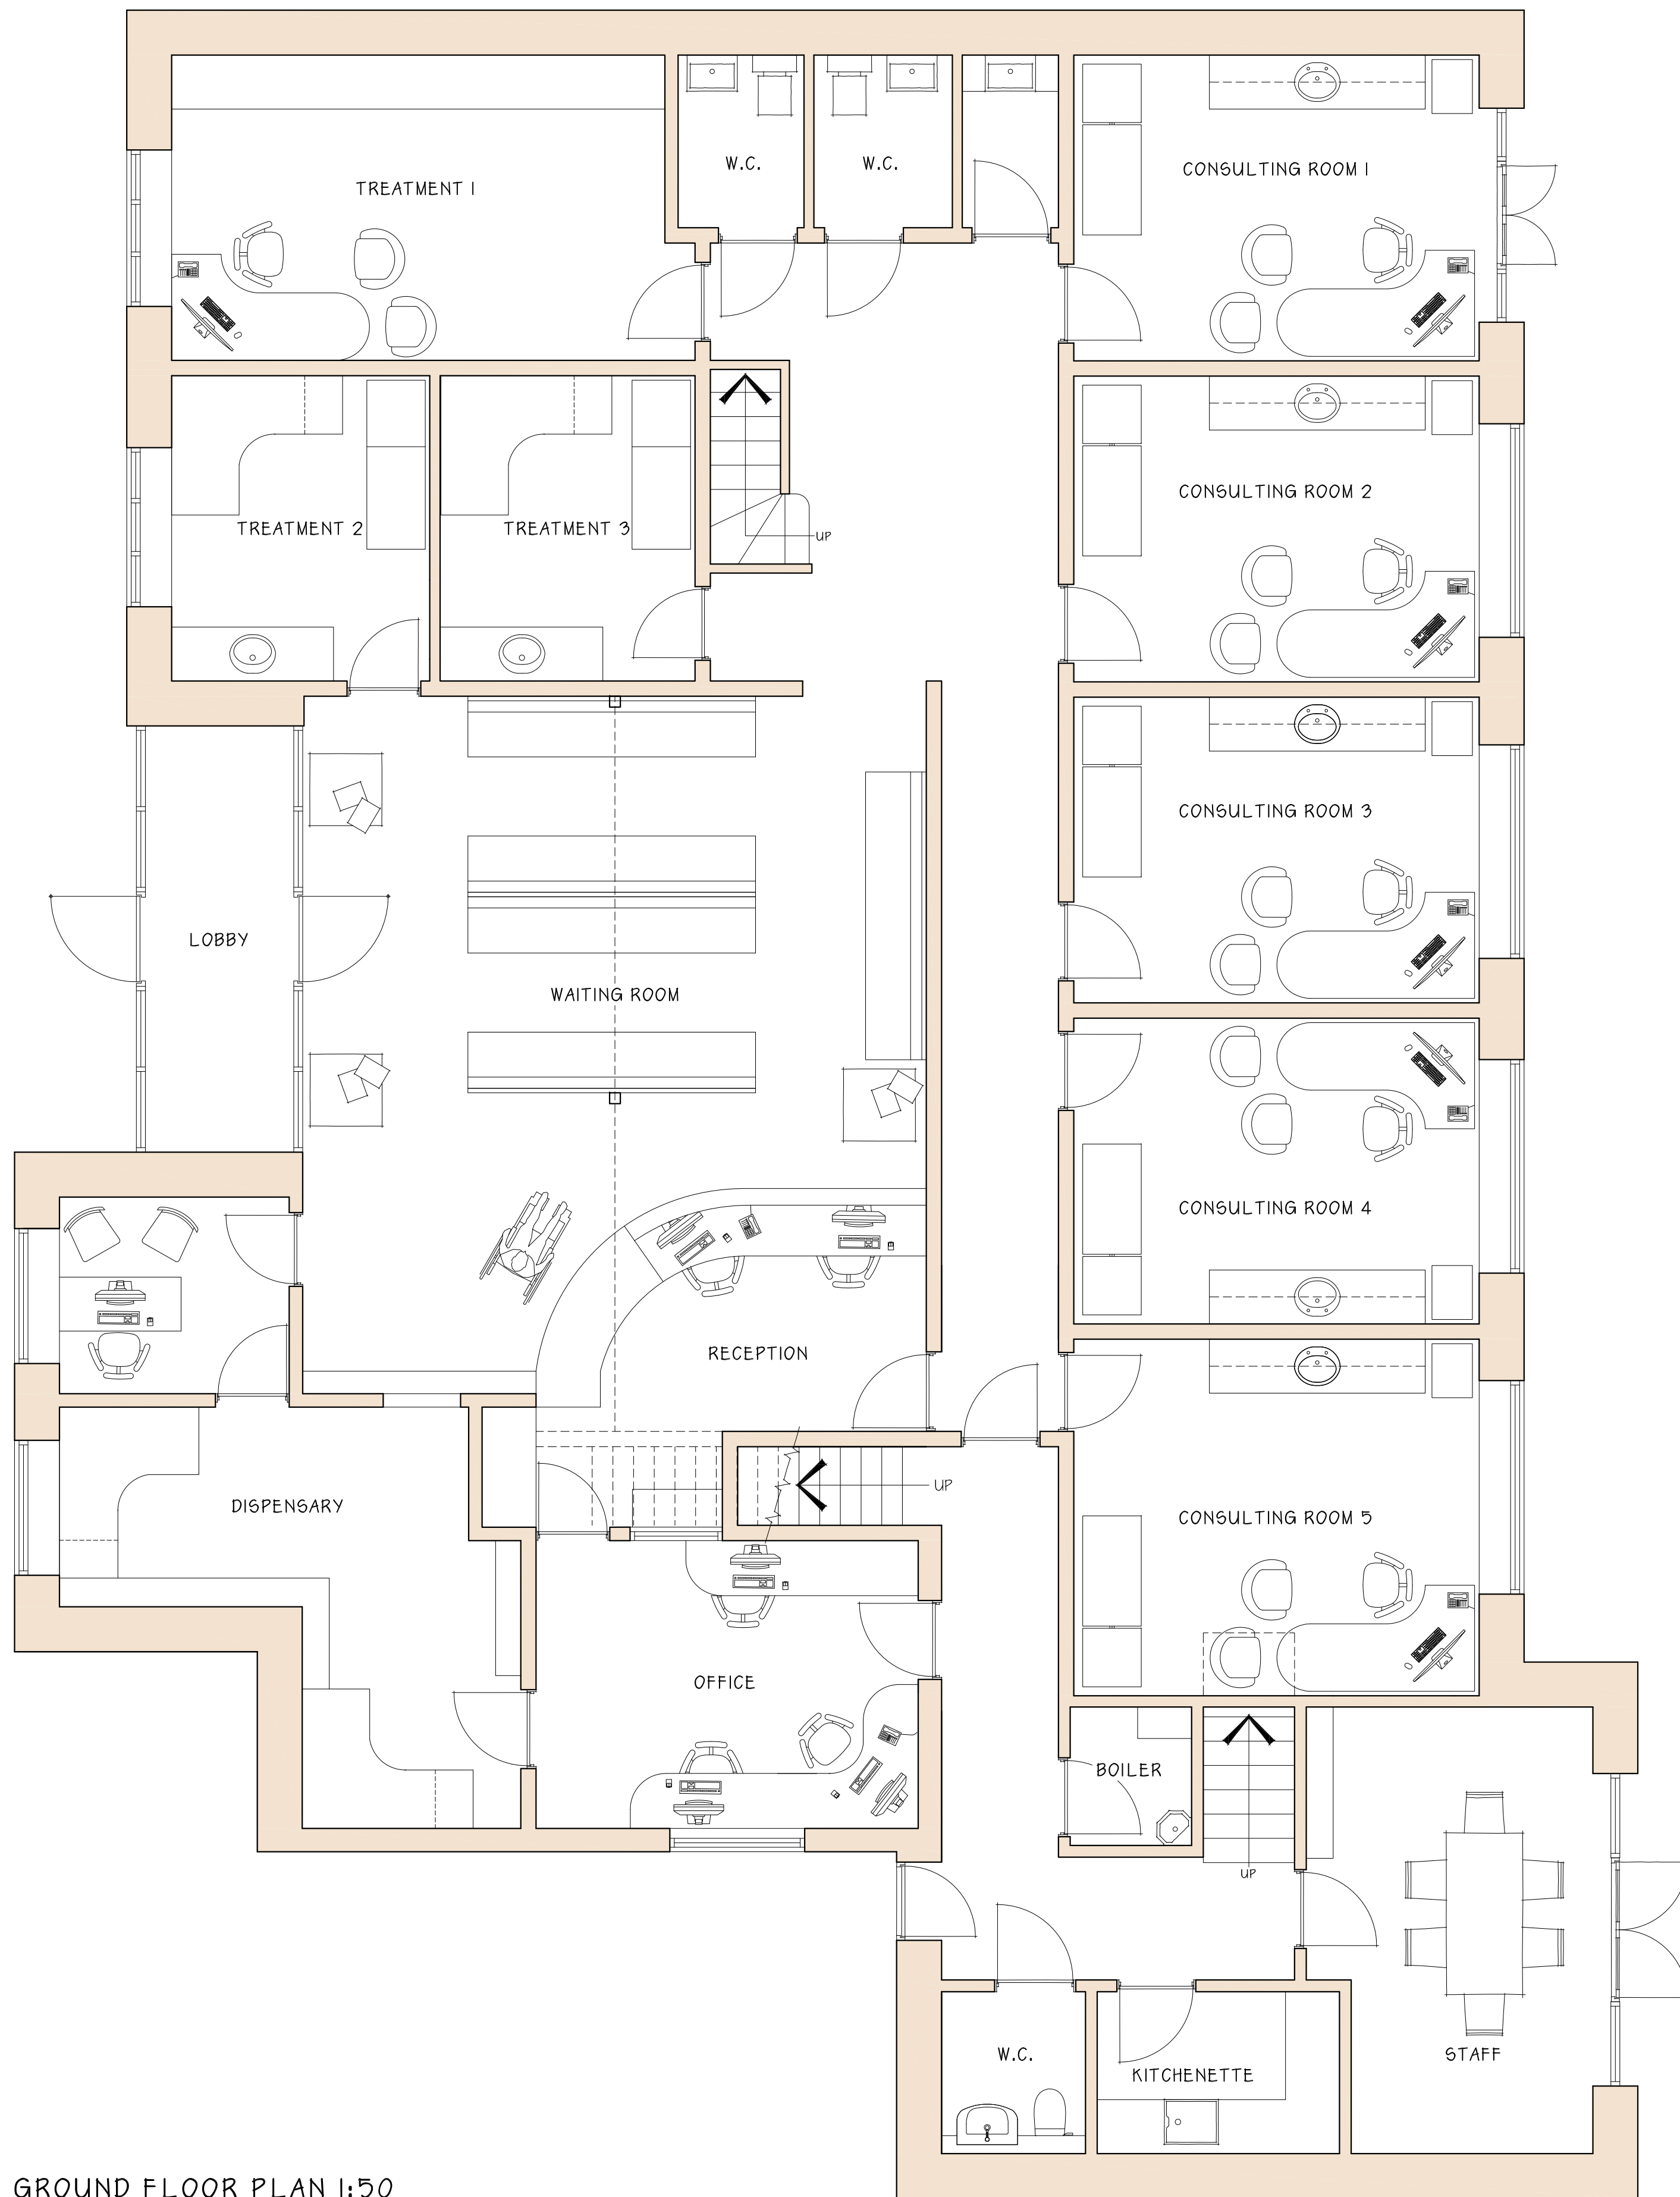 W.C.
W.C.
CONSULTING ROOM 1
TREATMENT 1
CONSULTING ROOM 2
TREATMENT 2
TREATMENT 3
UP
CONSULTING ROOM 3
LOBBY
WAITING ROOM
CONSULTING ROOM 4
RECEPTION
UP
DISPENSARY
CONSULTING ROOM 5
OFFICE
BOILER
UP
W.C.
STAFF
KITCHENETTE
GROUND FLOOR PLAN 1:50